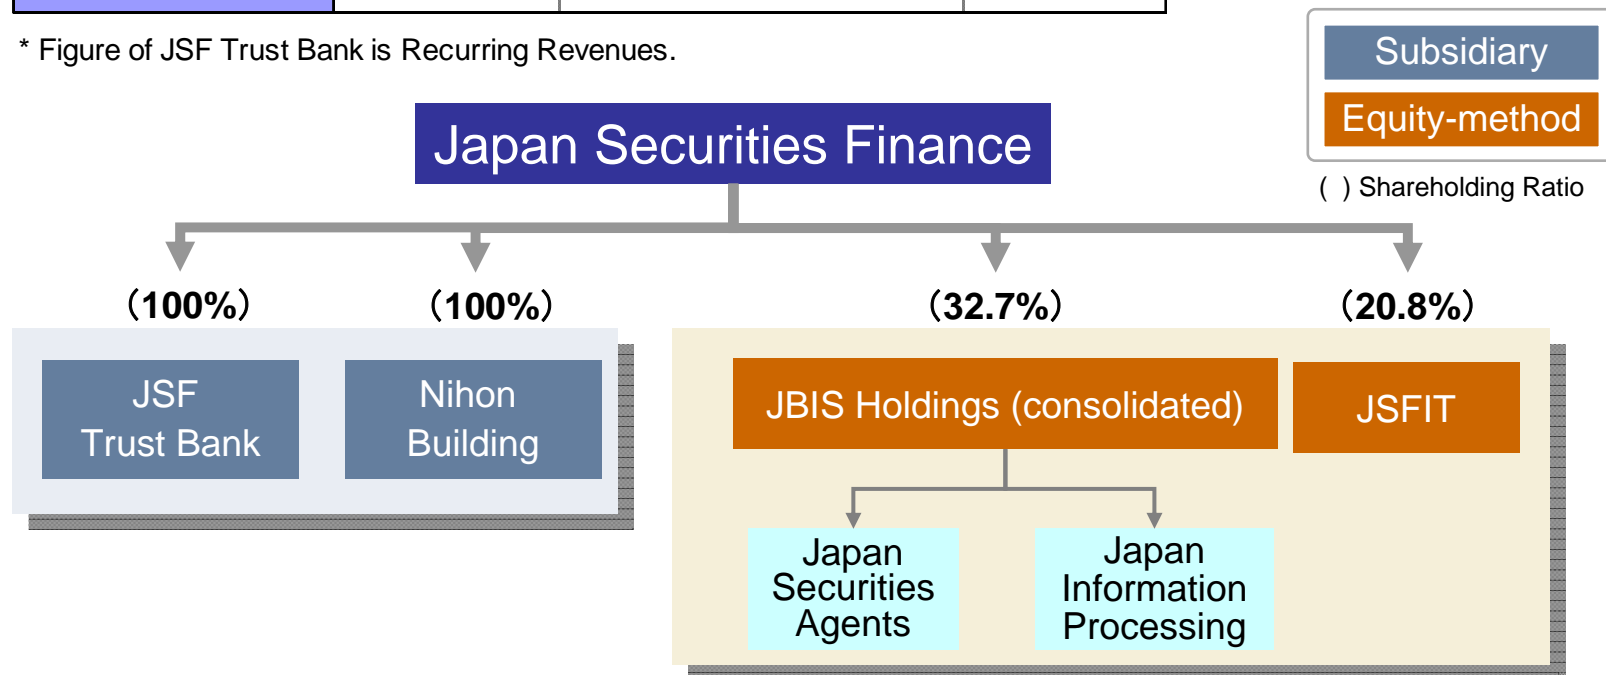 * Figure of JSF Trust Bank is Recurring Revenues.
Subsidiary
Equity-method
( ) Shareholding Ratio
Japan Securities Finance
（100%）
（100%）
（32.7%）
（20.8%）
JSF
Trust Bank
Nihon
Building
JBIS Holdings (consolidated)
JSFIT
Japan
Securities
Agents
Japan
Information
Processing